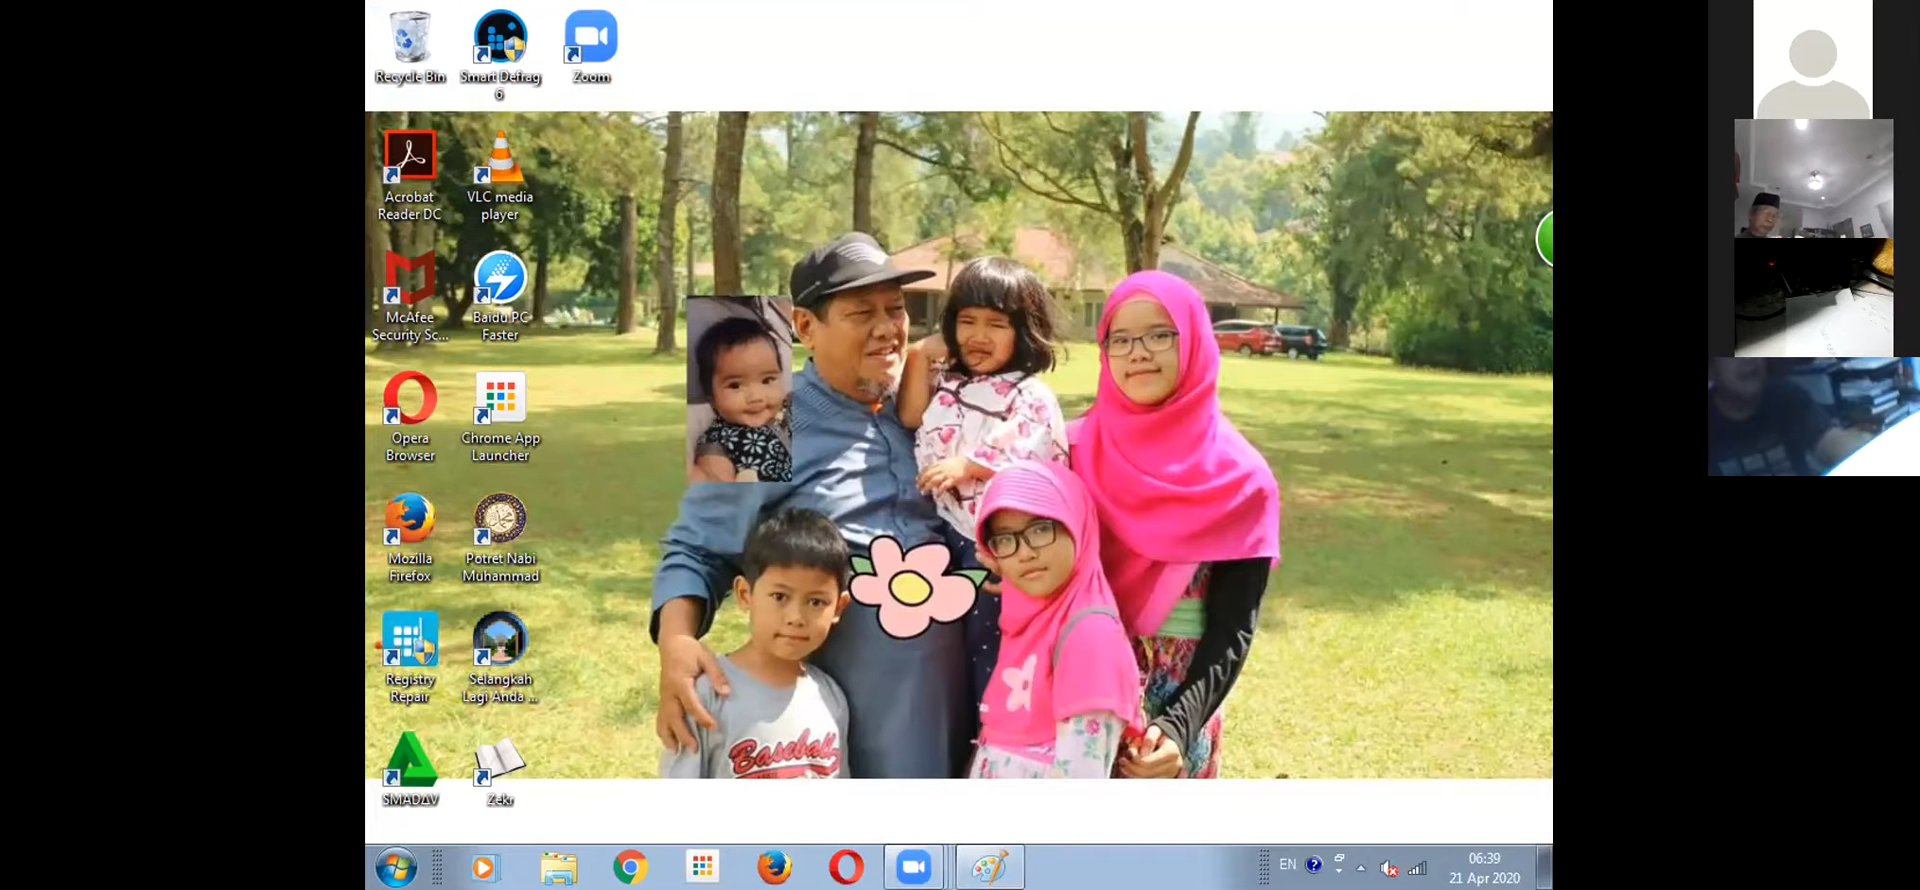 Recycle Bin
Smart Defrag
6
Zoom
Acrobat
Reader DC
VLC media
player
McAfee
Security Sc...
Baidu PC
Faster
Opera
Browser
Chrome App
Launcher
Mozilla
Firefox
Potret Nabi
Muhammad
Registry
Repair
Selangkah
Lagi Anda ...
SMADAV
Zekr
Baseball
EN
06:39
21 Apr 2020